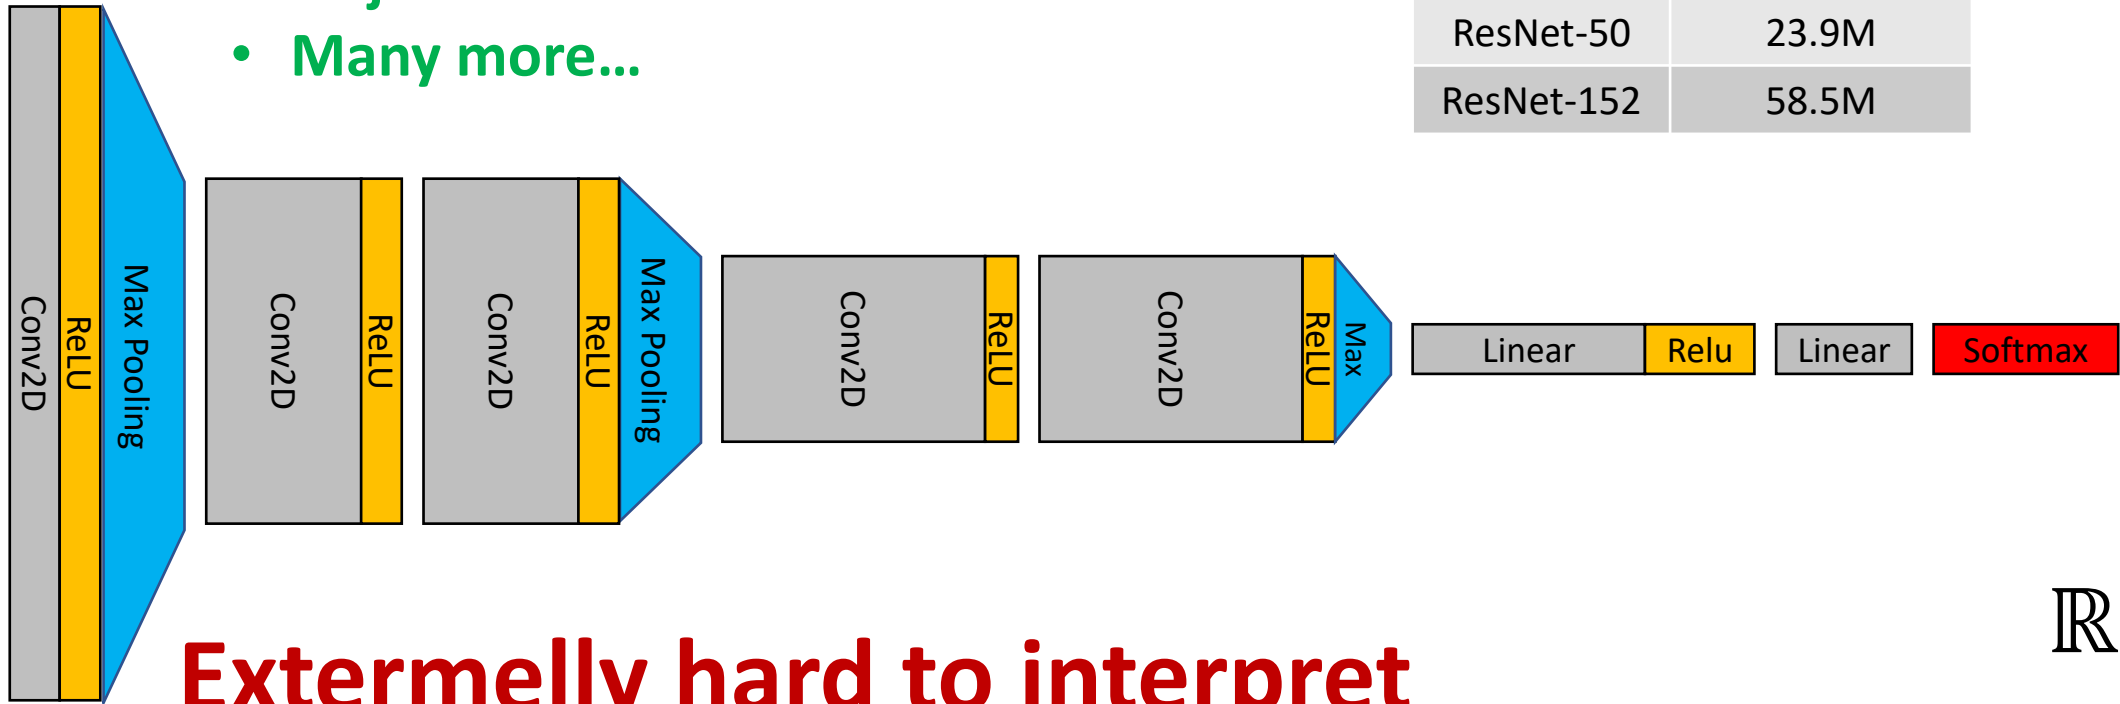 • Many more...
ResNet-50 23.9M
ResNet-152 58.5M
Conv2D
ReLU
Max Pooling
Conv2D
ReLU
Conv2D
ReLU
Max Pooling
Conv2D
ReLU
Conv2D
ReLU
Max
Linear
Relu
Linear
Softmax
ℝ
Extermelly hard to interpret